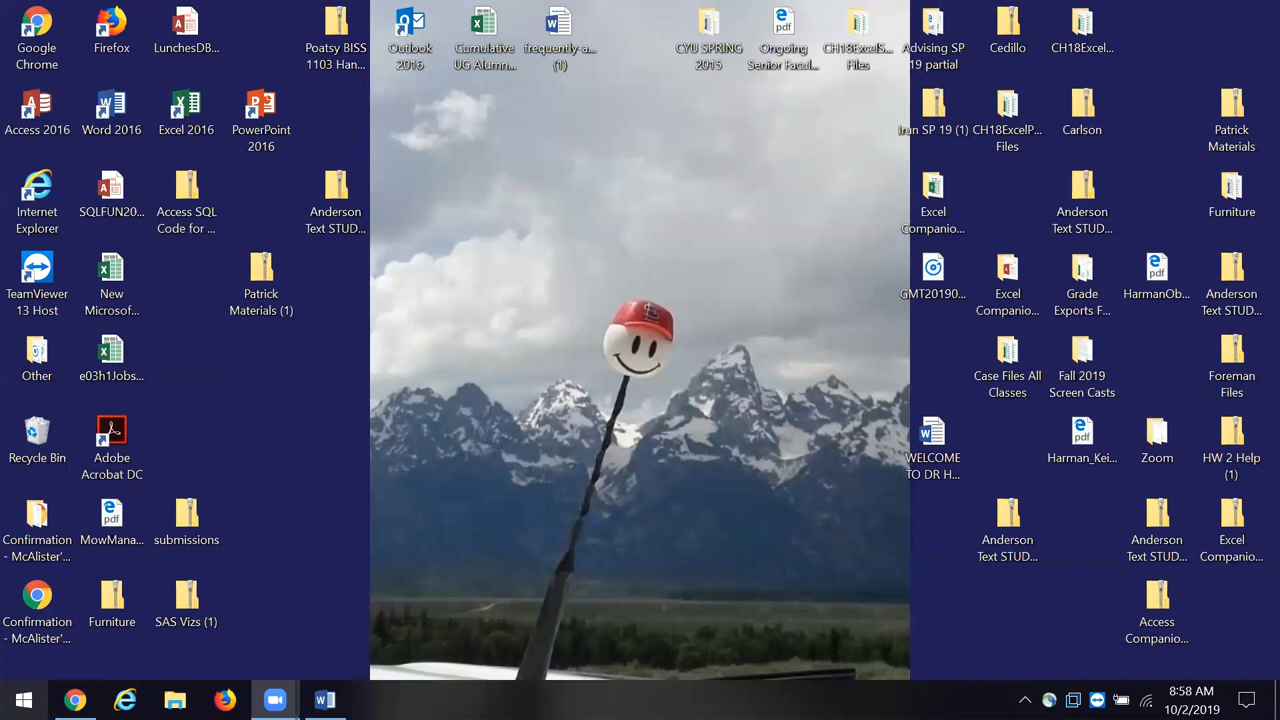 Google
Chrome
Firefox
LunchesDB...
Poatsy BISS
1103 Han...
Outlook
2016
Cumulative
UG Alumn...
frequently-a...
(1)
CYU SPRING
2015
Ongoing
Senior Facul...
CH18ExcelS...
Files
Advising SP
19 partial
Cedillo
CH18Excel...
Access 2016
Word 2016
Excel 2016
PowerPoint
2016
Irun SP 19 (1)
CH18ExcelP...
Files
Carlson
Patrick
Materials
Internet
Explorer
SQLFUN20...
Access SQL
Code for ...
Anderson
Text STUD...
Excel
Companio...
Anderson
Text STUD...
Furniture
TeamViewer
13 Host
New
Microsof...
Patrick
Materials (1)
GMT20190...
Excel
Companio...
Grade
Exports F...
HarmanOb...
Anderson
Text STUD...
Other
e03h1Jobs...
Case Files All
Classes
Fall 2019
Screen Casts
Foreman
Files
Recycle Bin
Adobe
Acrobat DC
WELCOME
TO DR H...
Harman_Kei...
Zoom
HW 2 Help
(1)
Confirmation
- McAlister'...
MowMana...
submissions
Anderson
Text STUD...
Anderson
Text STUD...
Excel
Companio...
Confirmation
- McAlister'...
Furniture
SAS Vizs (1)
Access
Companio...
8:58 AM
10/2/2019